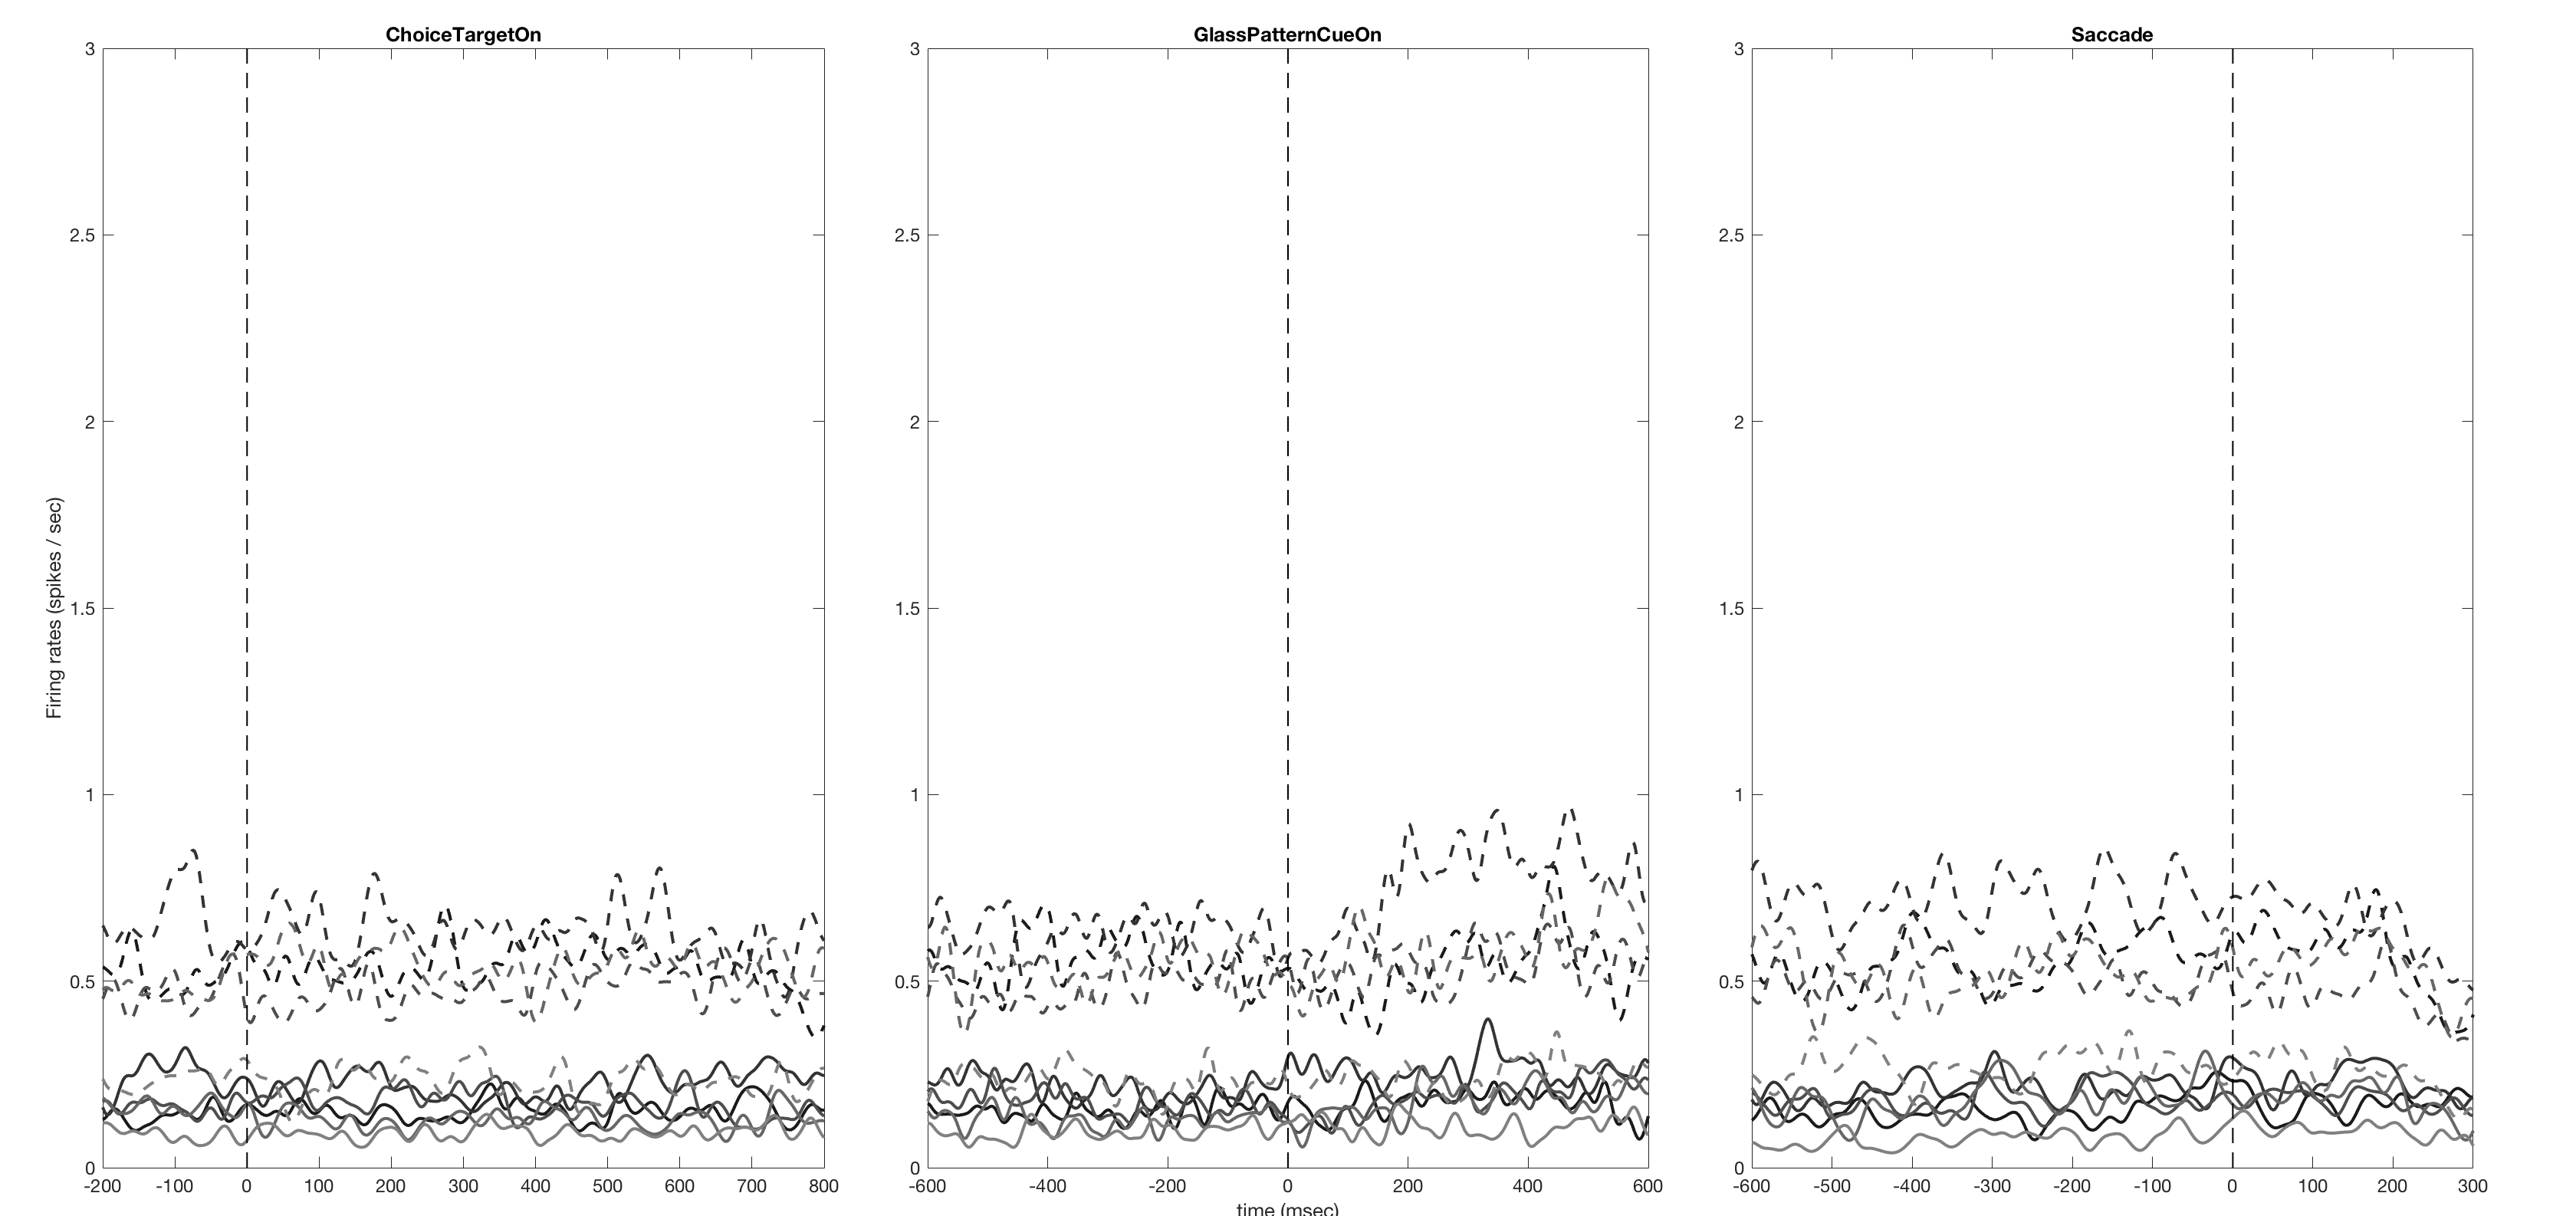 ChoiceTargetOn
GlassPatternCueOn
Saccade
Firing rates (spikes / sec)
3
2.5
2
1.5
1
0.5
0
-200 -100 0 100 200 300 400 500 600 700 800
3
2.5
2
1.5
1
0.5
0
-600 -400 -200 0 200 400 600
time (msec)
3
2.5
2
1.5
1
0.5
0
-600 -500 -400 -300 -200 -100 0 100 200 300